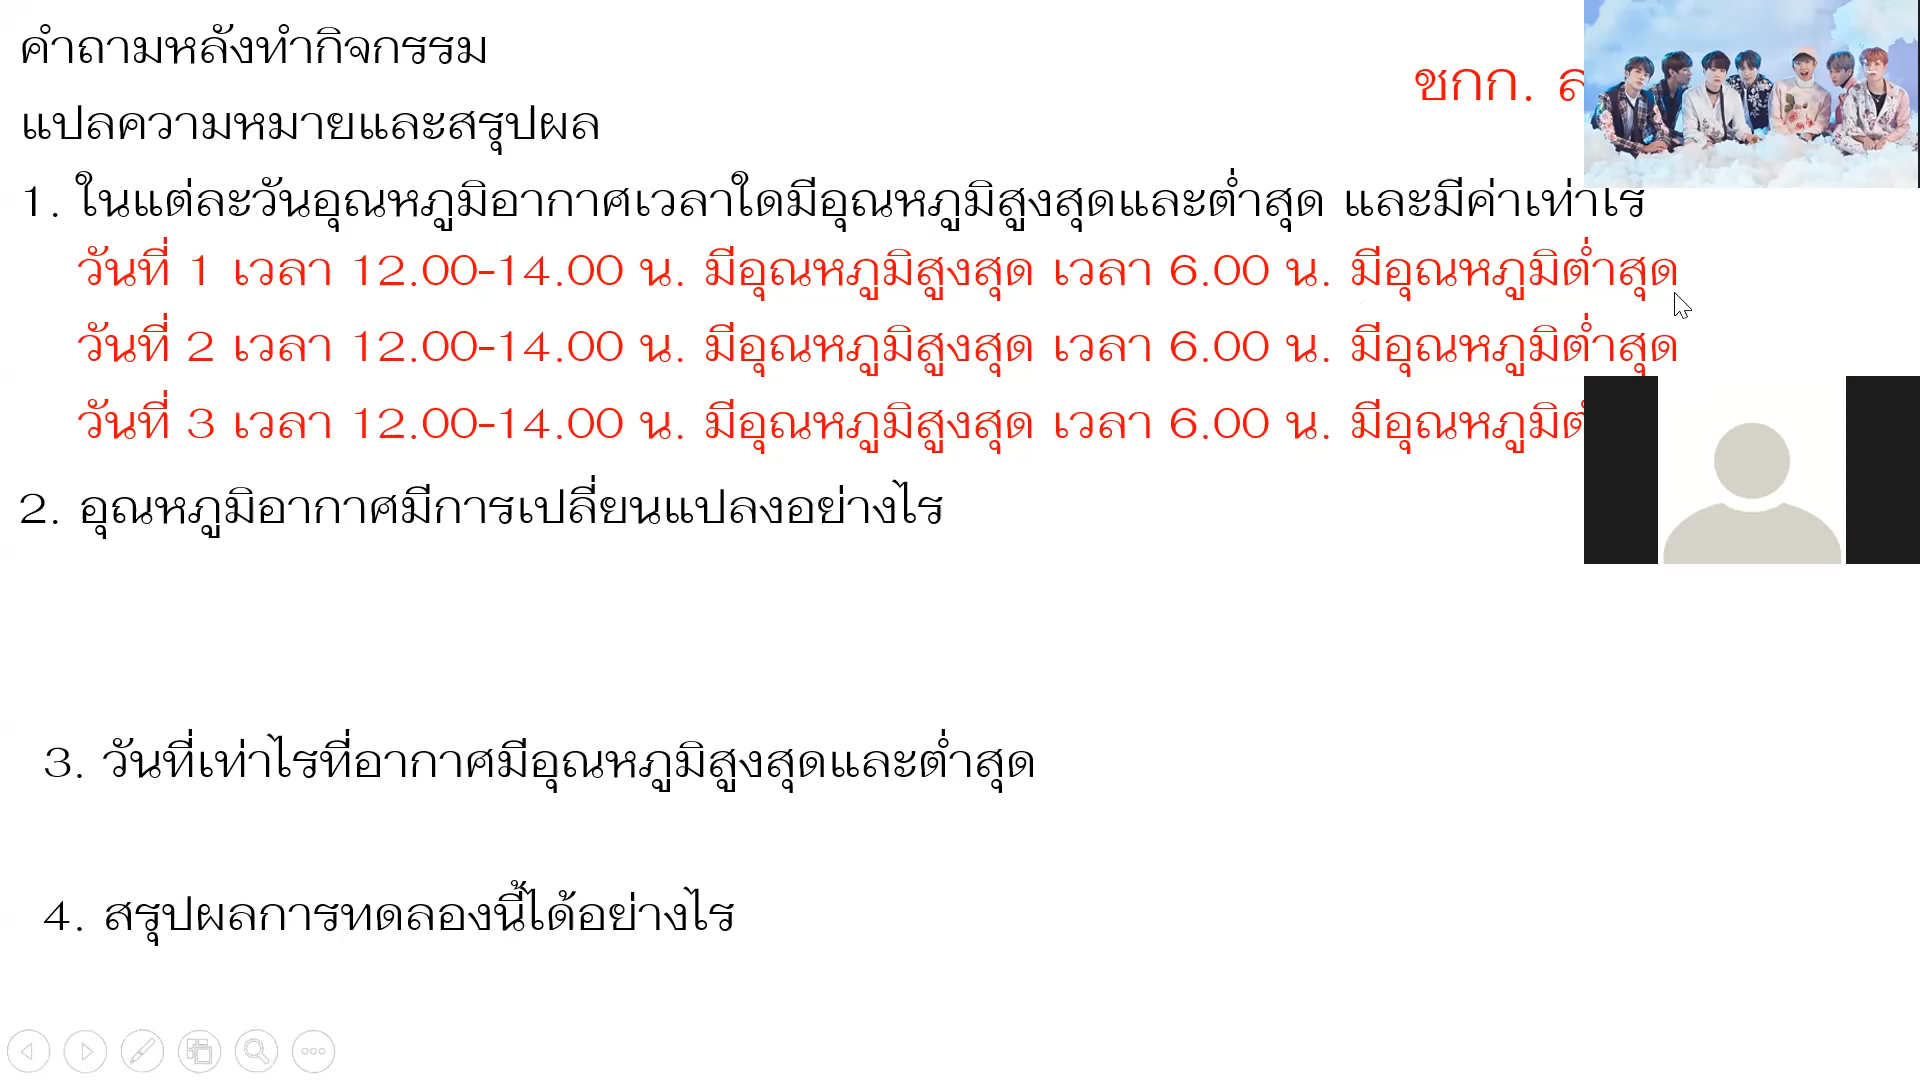 คำถามหลังทำกิจกรรม
ชกก.
แปลความหมายและสรุปผล
1. ในแต่ละวันอุณหภูมิอากาศเวลาใดมีอุณหภูมิสูงสุดและต่ำสุด และมีค่าเท่าไร
วันที่ 1 เวลา 12.00-14.00 น. มีอุณหภูมิสูงสุด เวลา 6.00 น. มีอุณหภูมิต่ำสุด
วันที่ 2 เวลา 12.00-14.00 น. มีอุณหภูมิสูงสุด เวลา 6.00 น. มีอุณหภูมิต่ำสุด
วันที่ 3 เวลา 12.00-14.00 น. มีอุณหภูมิสูงสุด เวลา 6.00 น. มีอุณหภูมิ
2. อุณหภูมิอากาศมีการเปลี่ยนแปลงอย่างไร
3. วันที่เท่าไรที่อากาศมีอุณหภูมิสูงสุดและต่ำสุด
4. สรุปผลการทดลองนี้ได้อย่างไร